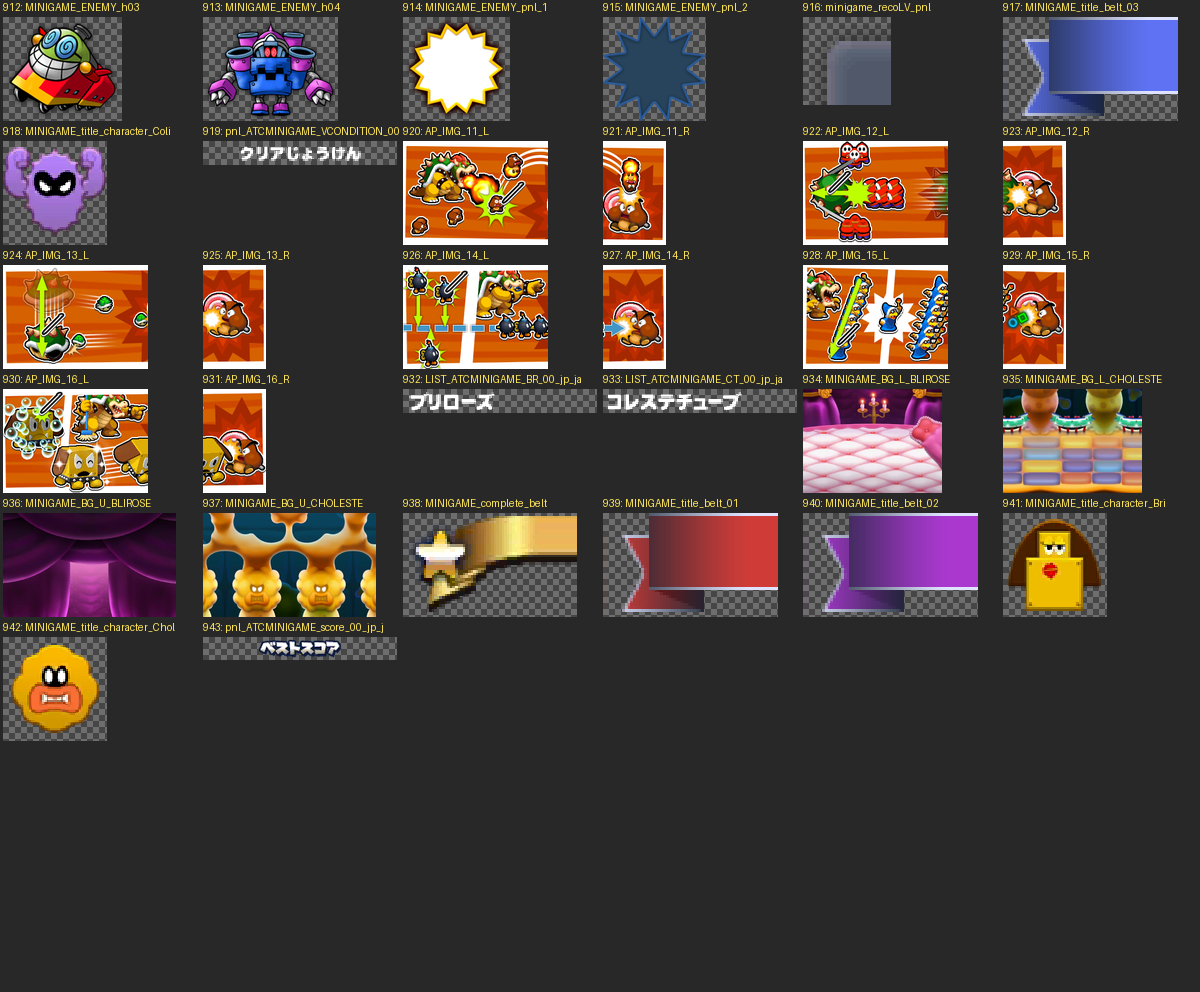 912: MINIGAME_ENEMY_h03
913: MINIGAME_ENEMY_h04
914: MINIGAME_ENEMY_pnl_1
915: MINIGAME_ENEMY_pnl_2
916: minigame_recoLV_pnl
917: MINIGAME_title_belt_03
918: MINIGAME_title_character_Coli
919: pnl_ATCMINIGAME_VCONDITION_00
920: AP_IMG_11_L
921: AP_IMG_11_R
922: AP_IMG_12_L
923: AP_IMG_12_R
クリアじょうけん
924: AP_IMG_13_L
925: AP_IMG_13_R
926: AP_IMG_14_L
927: AP_IMG_14_R
928: AP_IMG_15_L
929: AP_IMG_15_R
930: AP_IMG_16_L
931: AP_IMG_16_R
932: LIST_ATCMINIGAME_BR_00_jp_ja
933: LIST_ATCMINIGAME_CT_00_jp_ja
934: MINIGAME_BG_L_BLIROSE
935: MINIGAME_BG_L_CHOLESTE
ブリローズ
コレステチューブ
936: MINIGAME_BG_U_BLIROSE
937: MINIGAME_BG_U_CHOLESTE
938: MINIGAME_complete_belt
939: MINIGAME_title_belt_01
940: MINIGAME_title_belt_02
941: MINIGAME_title_character_Bri
942: MINIGAME_title_character_Chol
943: pnl_ATCMINIGAME_score_00_jp_j
ベストスコア